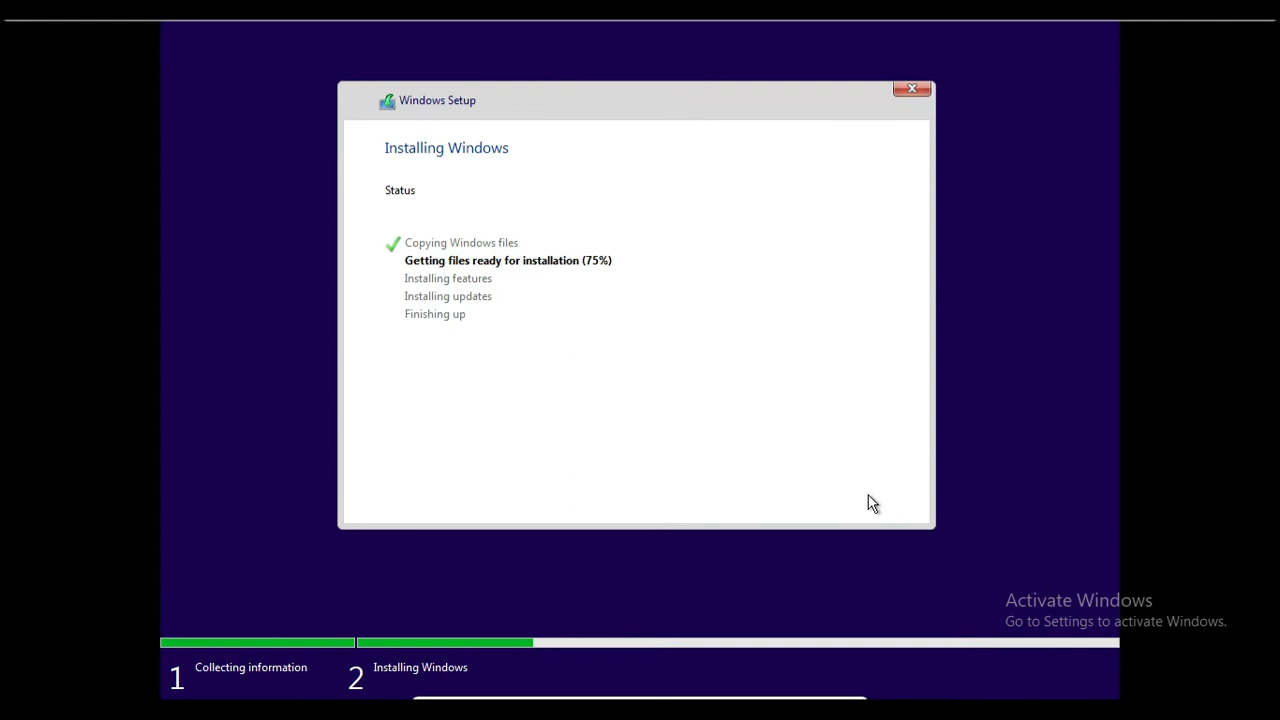 Windows Setup
Installing Windows
Status
Copying Windows files
Getting files ready for installation (75%)
Installing features
Installing updates
Finishing up
Activate Windows
Go to Settings to activate Windows.
1 Collecting information
2 Installing Windows